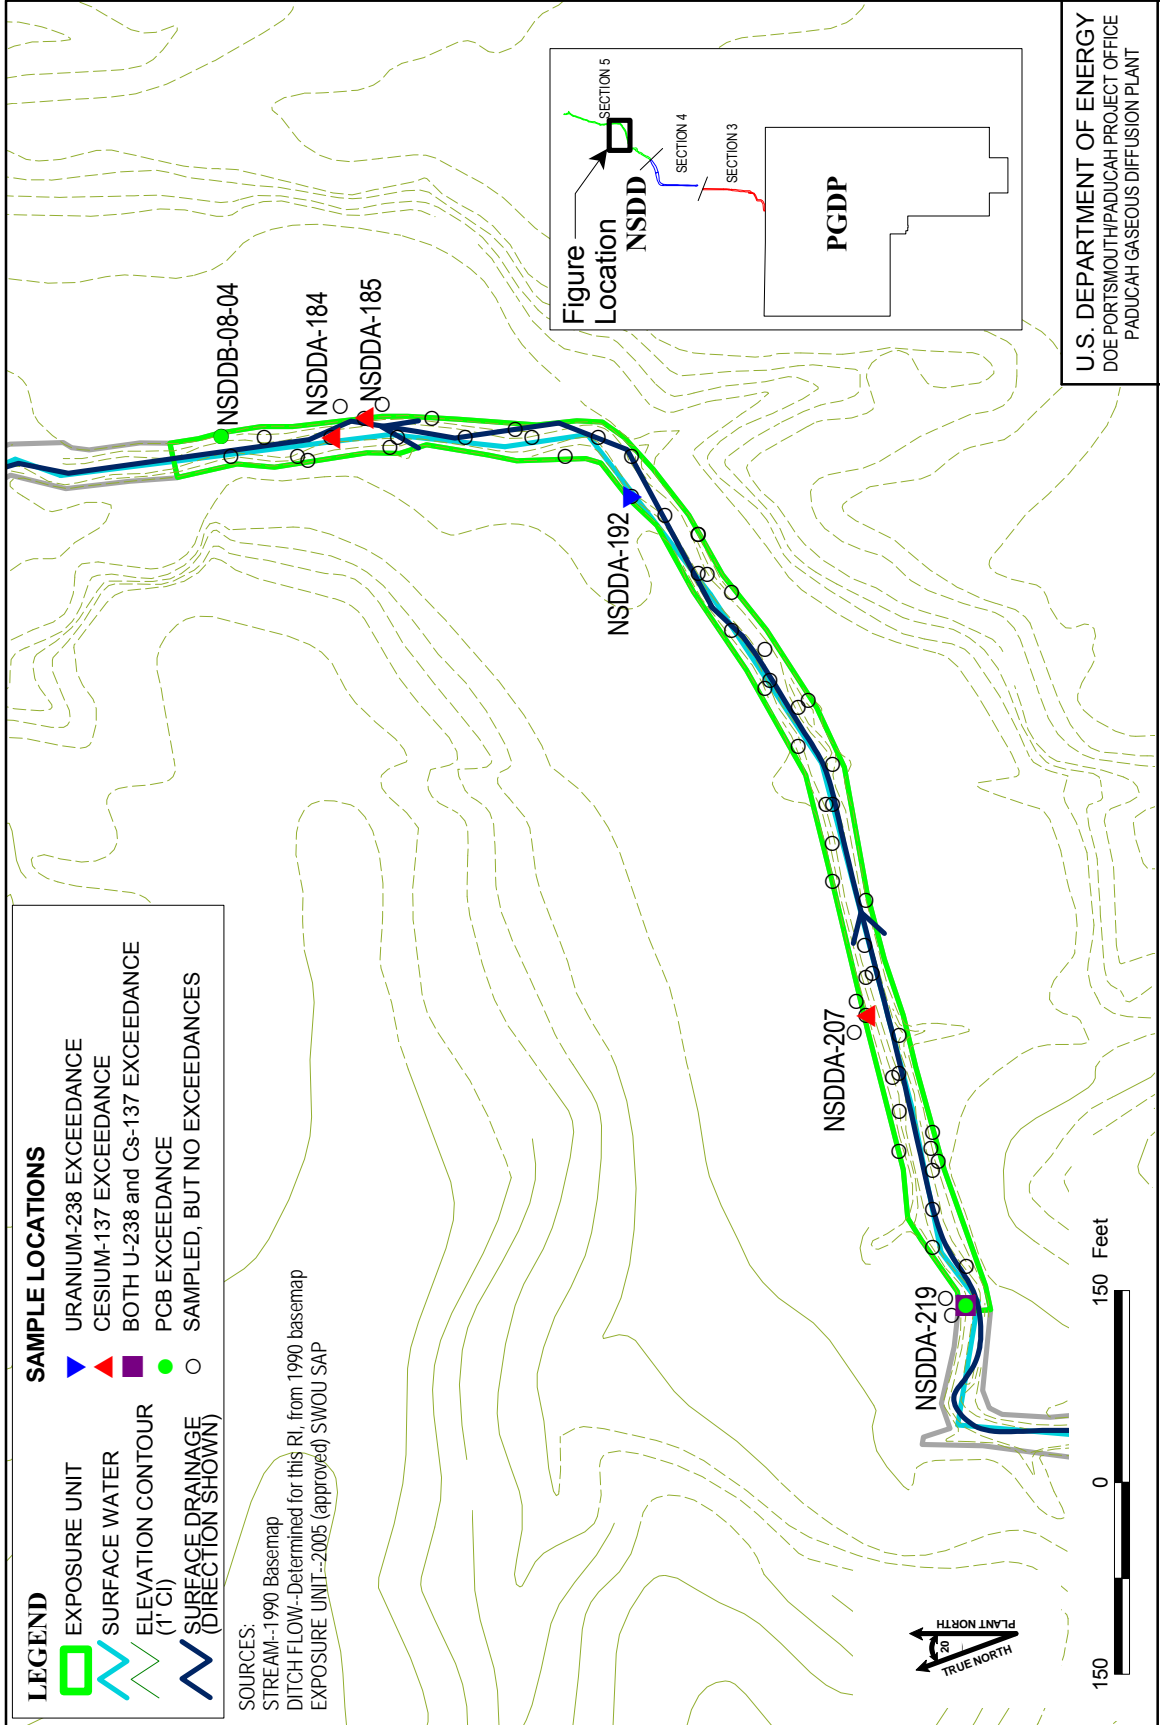 LEGEND
EXPOSURE UNIT
SURFACE WATER
ELEVATION CONTOUR
(1' CI)
SURFACE DRAINAGE
(DIRECTION SHOWN)
SAMPLE LOCATIONS
URANIUM-238 EXCEEDANCE
CESIUM-137 EXCEEDANCE
BOTH U-238 and Cs-137 EXCEEDANCE
PCB EXCEEDANCE
SAMPLED, BUT NO EXCEEDANCES
SOURCES:
STREAM--1990 Basemap
DITCH FLOW--Determined for this RI, from 1990 basemap
EXPOSURE UNIT--2005 (approved) SWOU SAP
NSDDB-08-04
NSDDA-184
NSDDA-185
NSDDA-192
NSDDA-207
NSDDA-219
Figure
Location
NSDD
SECTION 5
SECTION 4
SECTION 3
PGDP
PLANT NORTH
20
TRUE NORTH
150
0
150 Feet
U.S. DEPARTMENT OF ENERGY
DOE PORTSMOUTH/PADUCAH PROJECT OFFICE
PADUCAH GASEOUS DIFFUSION PLANT